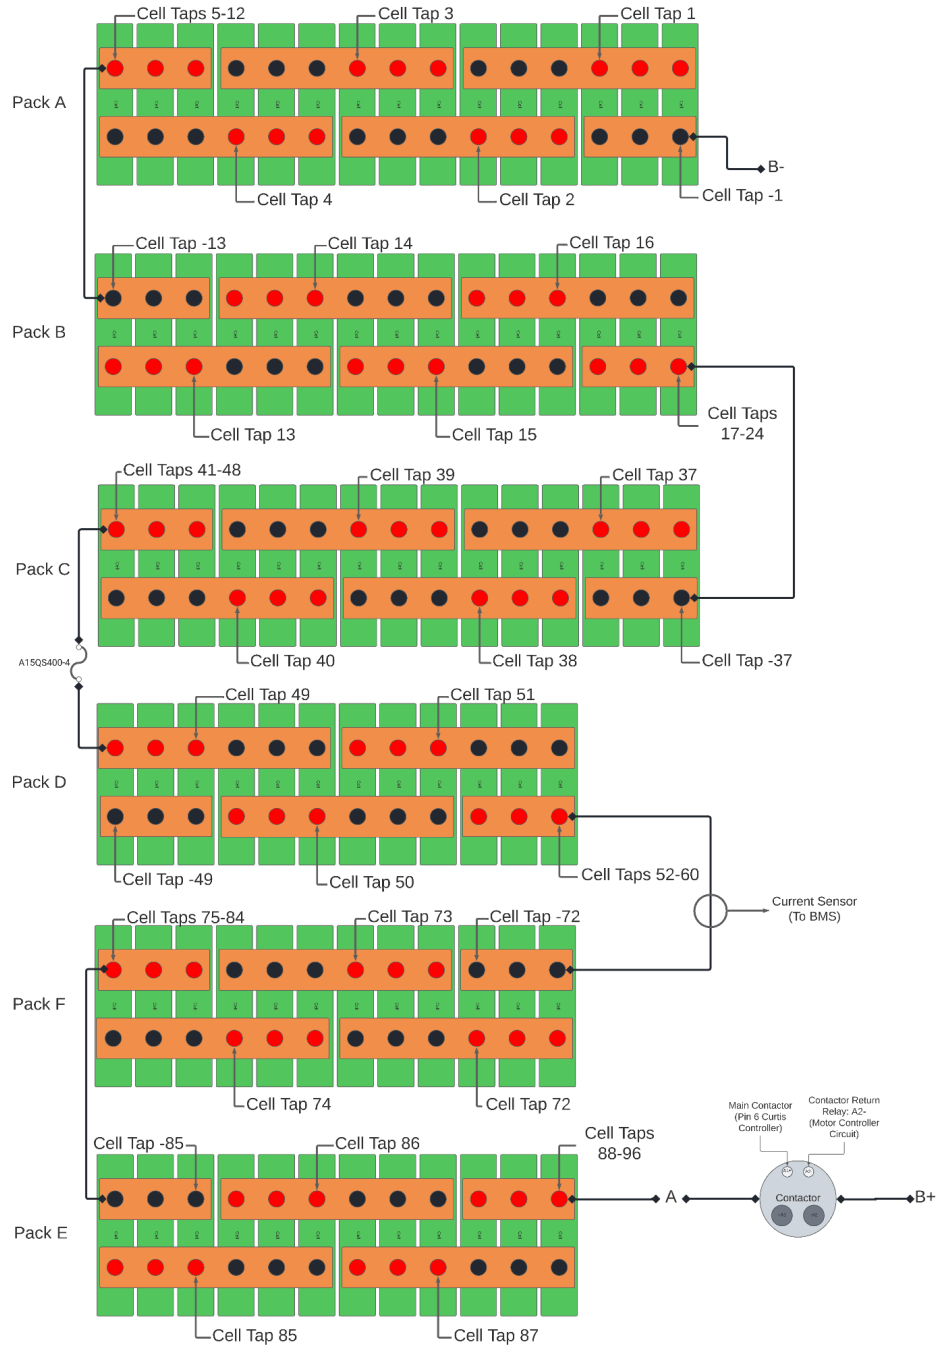 Cell Taps 5-12
Cell Tap 3
Cell Tap 1
Pack A
B-
Cell Tap 4
Cell Tap 2
Cell Tap -1
Cell Tap -13
Cell Tap 14
Cell Tap 16
Pack B
Cell Taps
17-24
Cell Tap 13
Cell Tap 15
Cell Taps 41-48
Cell Tap 39
Cell Tap 37
Pack C
A15QS400-4
Cell Tap 40
Cell Tap 38
Cell Tap -37
Cell Tap 49
Cell Tap 51
Pack D
Cell Tap -49
Cell Tap 50
Cell Taps 52-60
Current Sensor
(To BMS)
Cell Taps 75-84
Cell Tap 73
Cell Tap -72
Pack F
Cell Tap 74
Cell Tap 72
Main Contactor
(Pin 6 Curtis
Controller)
Contactor Return
Relay: A2-
(Motor Controller
Circuit)
Cell Tap -85
Cell Tap 86
Cell Taps
88-96
A
Contactor
B+
Pack E
Cell Tap 85
Cell Tap 87